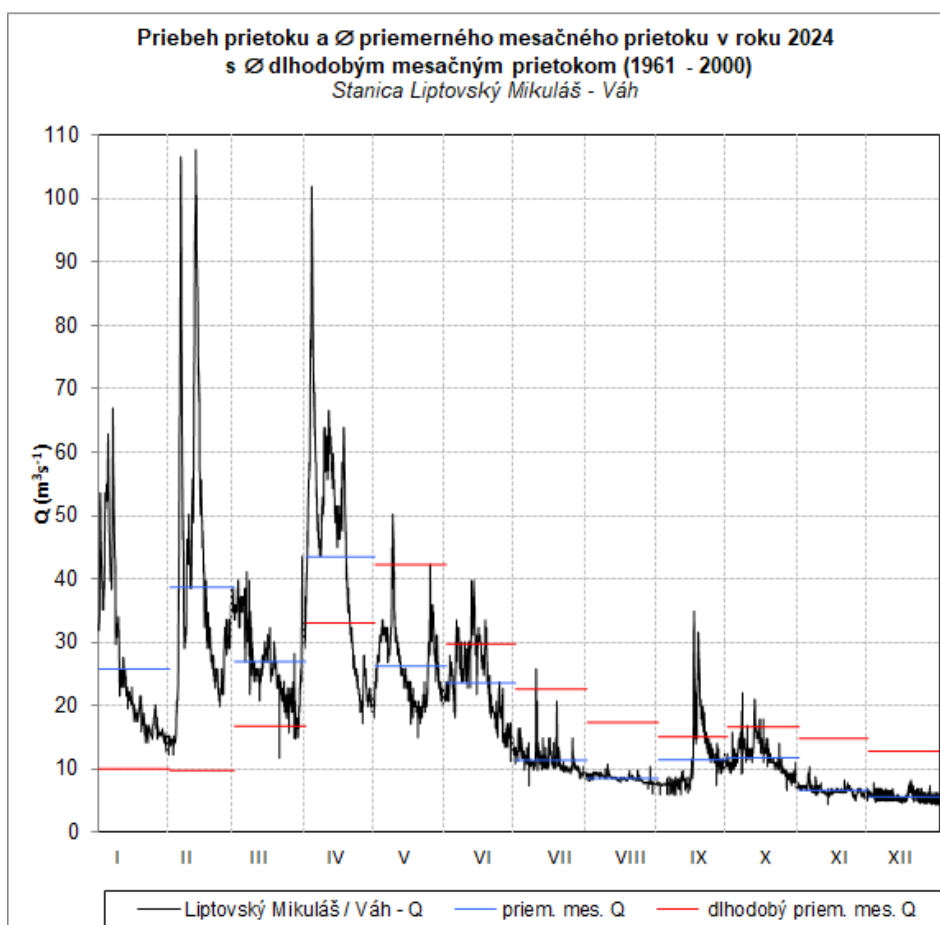 Priebeh prietoku a Ø priemerného mesačného prietoku v roku 2024
s Ø dlhodobým mesačným prietokom (1961 - 2000)
Stanica Liptovský Mikuláš - Váh
Q (m³s⁻¹)
110
100
90
80
70
60
50
40
30
20
10
0
I II III IV V VI VII VIII IX X XI XII
Liptovský Mikuláš / Váh - Q priem. mes. Q dlhodobý priem. mes. Q